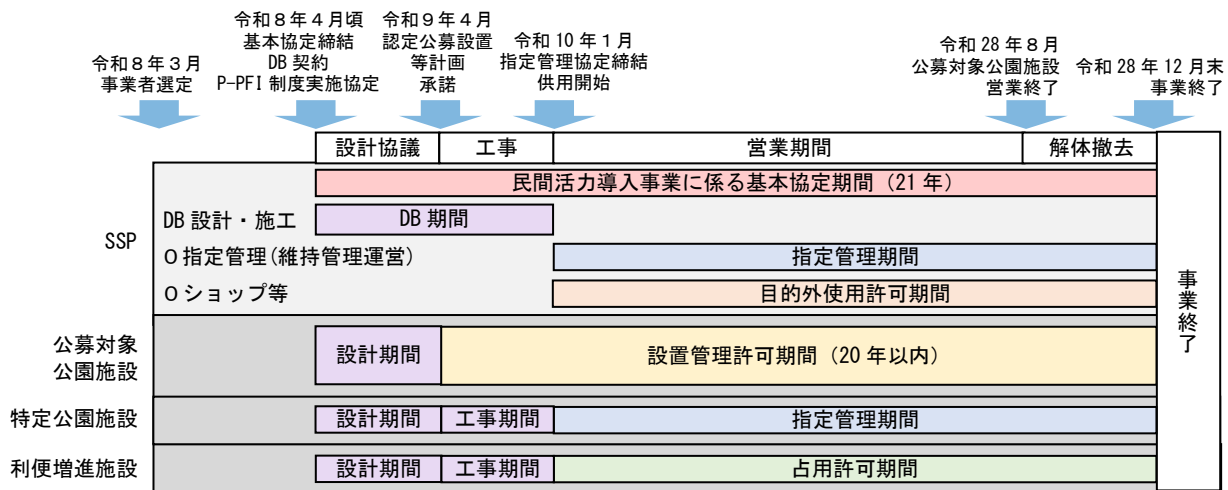 令和８年３月
事業者選定
令和８年４月頃
基本協定締結
DB 契約
P-PFI 制度実施協定
令和９年４月
認定公募設置
等計画
承諾
令和 10 年１月
指定管理協定締結
供用開始
令和 28 年８月
公募対象公園施設
営業終了
令和 28 年 12 月末
事業終了
設計協議
工事
営業期間
解体撤去
SSP
民間活力導入事業に係る基本協定期間（21 年）
DB 設計・施工
DB 期間
O 指定管理(維持管理運営)
指定管理期間
O ショップ等
目的外使用許可期間
公募対象
公園施設
設計期間
設置管理許可期間（20 年以内）
特定公園施設
設計期間
工事期間
指定管理期間
利便増進施設
設計期間
工事期間
占用許可期間
事業終了